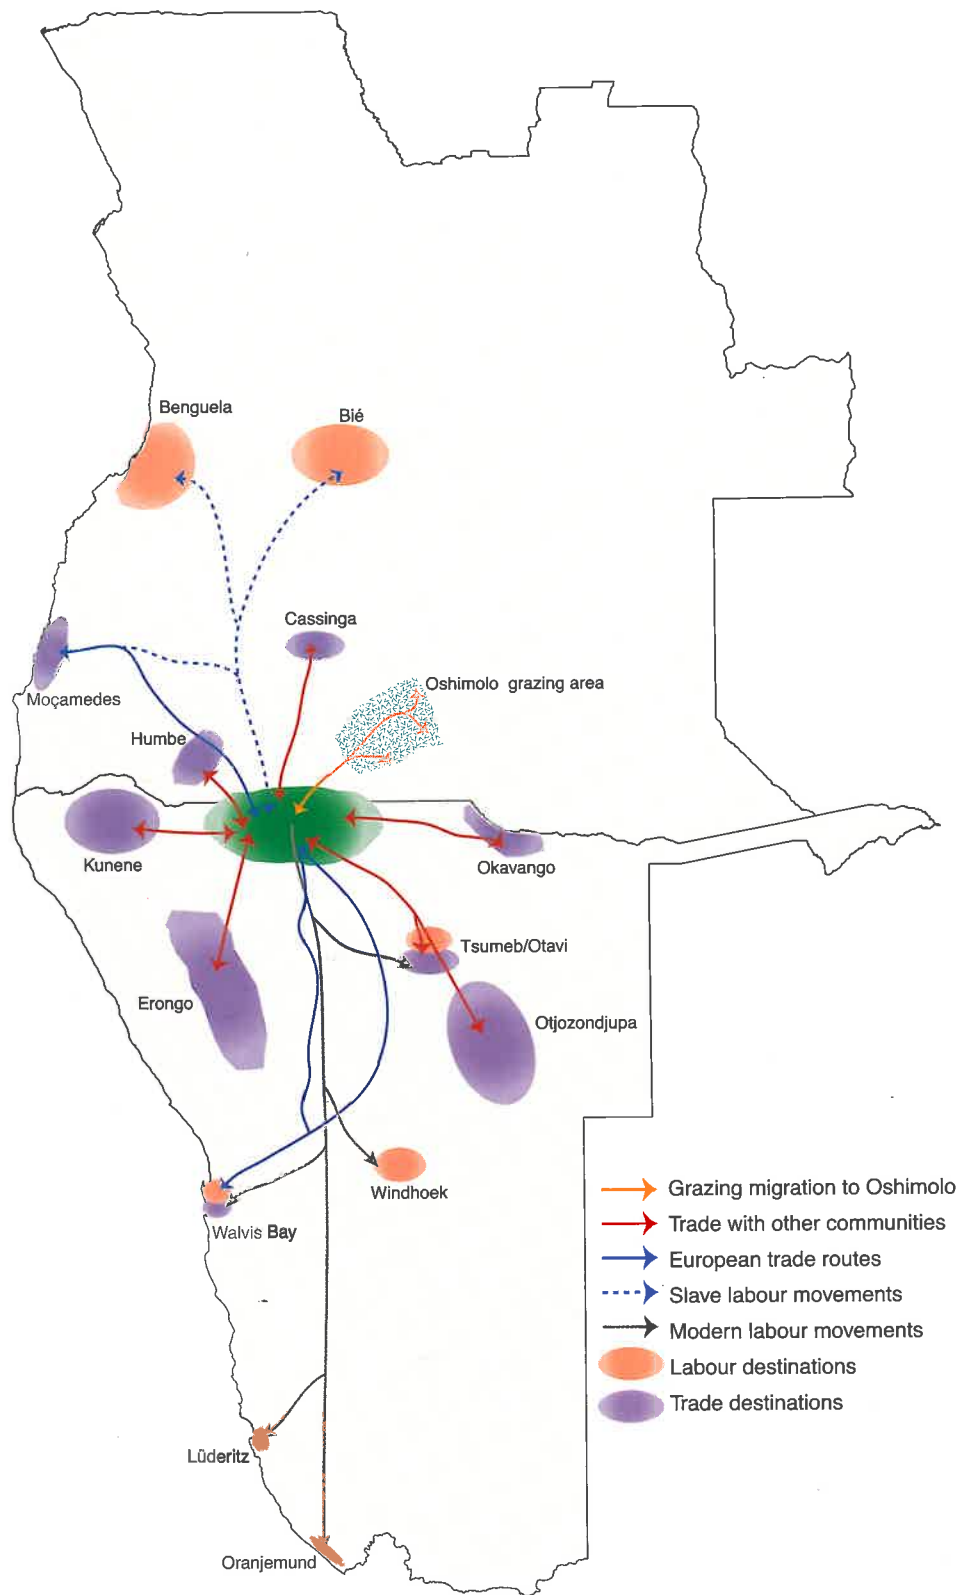 Benguela
Bié
Cassinga
Oshimolo grazing area
Moçamedes
Humbe
Kunene
Okavango
Tsumeb/Otavi
Erongo
Otjozondjupa
Windhoek
Walvis Bay
Lüderitz
Oranjemund
Grazing migration to Oshimolo
Trade with other communities
European trade routes
Slave labour movements
Modern labour movements
Labour destinations
Trade destinations